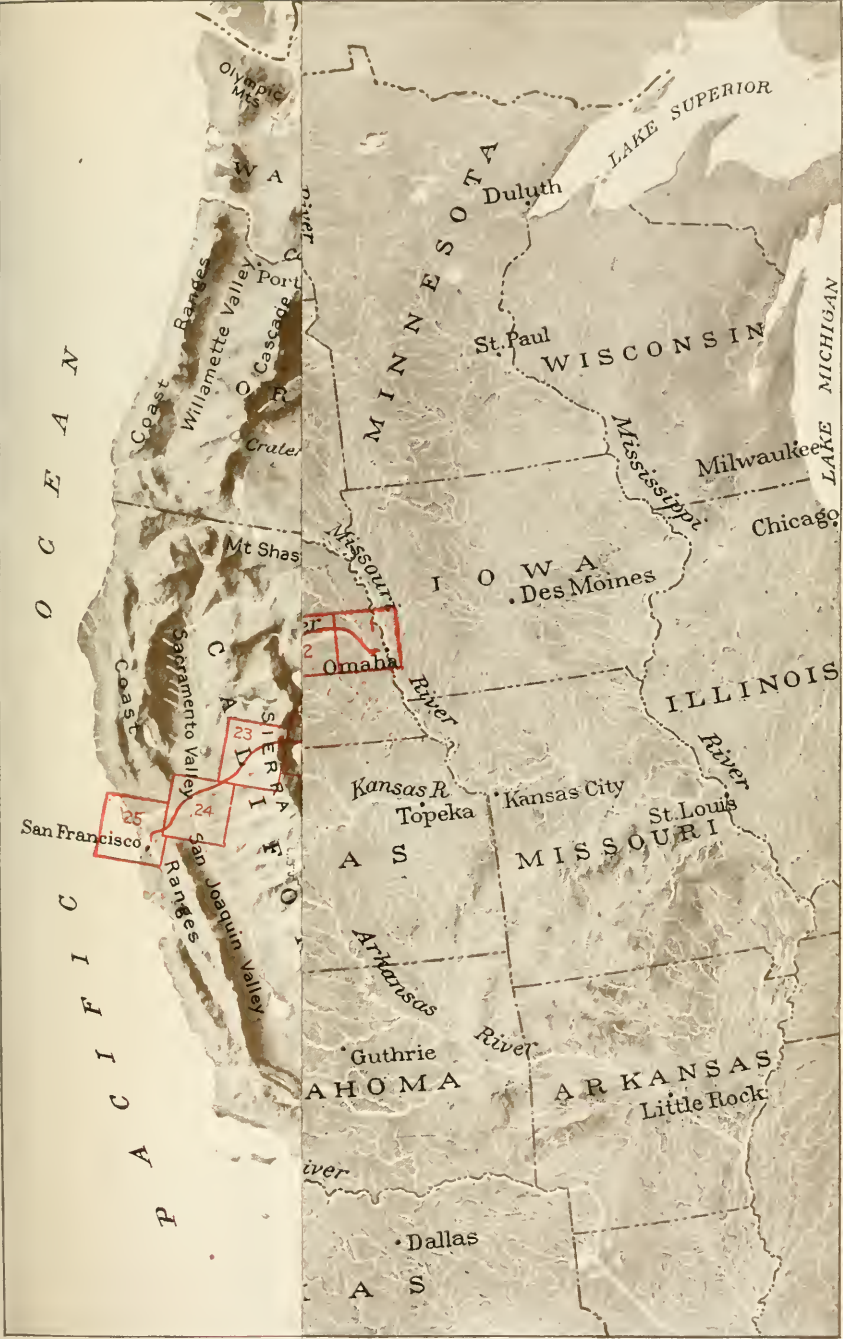 Olympic
Mts
W A
River
C
Port
Coast Ranges
Willamette Valley
Cascade
O R
Crater
Mt Shas
Sacramento Valley
Coast
C A L I F O
SIERRA
23
24
25
San Francisco
Ranges
San Joaquin Valley
PACIFIC OCEAN
LAKE SUPERIOR
MINNESOTA
Duluth
St. Paul
WISCONSIN
LAKE MICHIGAN
Mississippi
Milwaukee
Chicago
Missouri
IOWA
Des Moines
er
2
Omaha
River
ILLINOIS
River
Kansas R
Topeka
Kansas City
St. Louis
A S
MISSOURI
Arkansas
River
Guthrie
AHOMA
ARKANSAS
Little Rock
iver
Dallas
A S